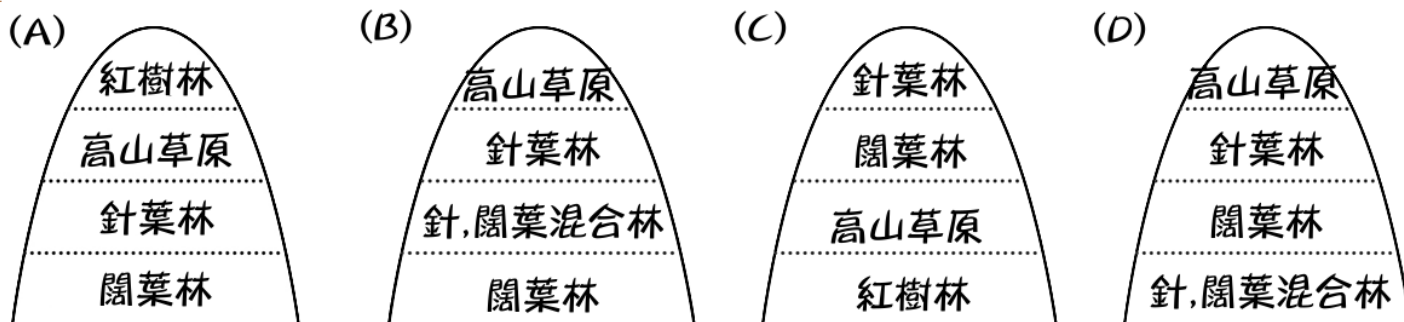 (A)
紅樹林
高山草原
針葉林
闊葉林
(B)
高山草原
針葉林
針,闊葉混合林
闊葉林
(C)
針葉林
闊葉林
高山草原
紅樹林
(D)
高山草原
針葉林
闊葉林
針,闊葉混合林